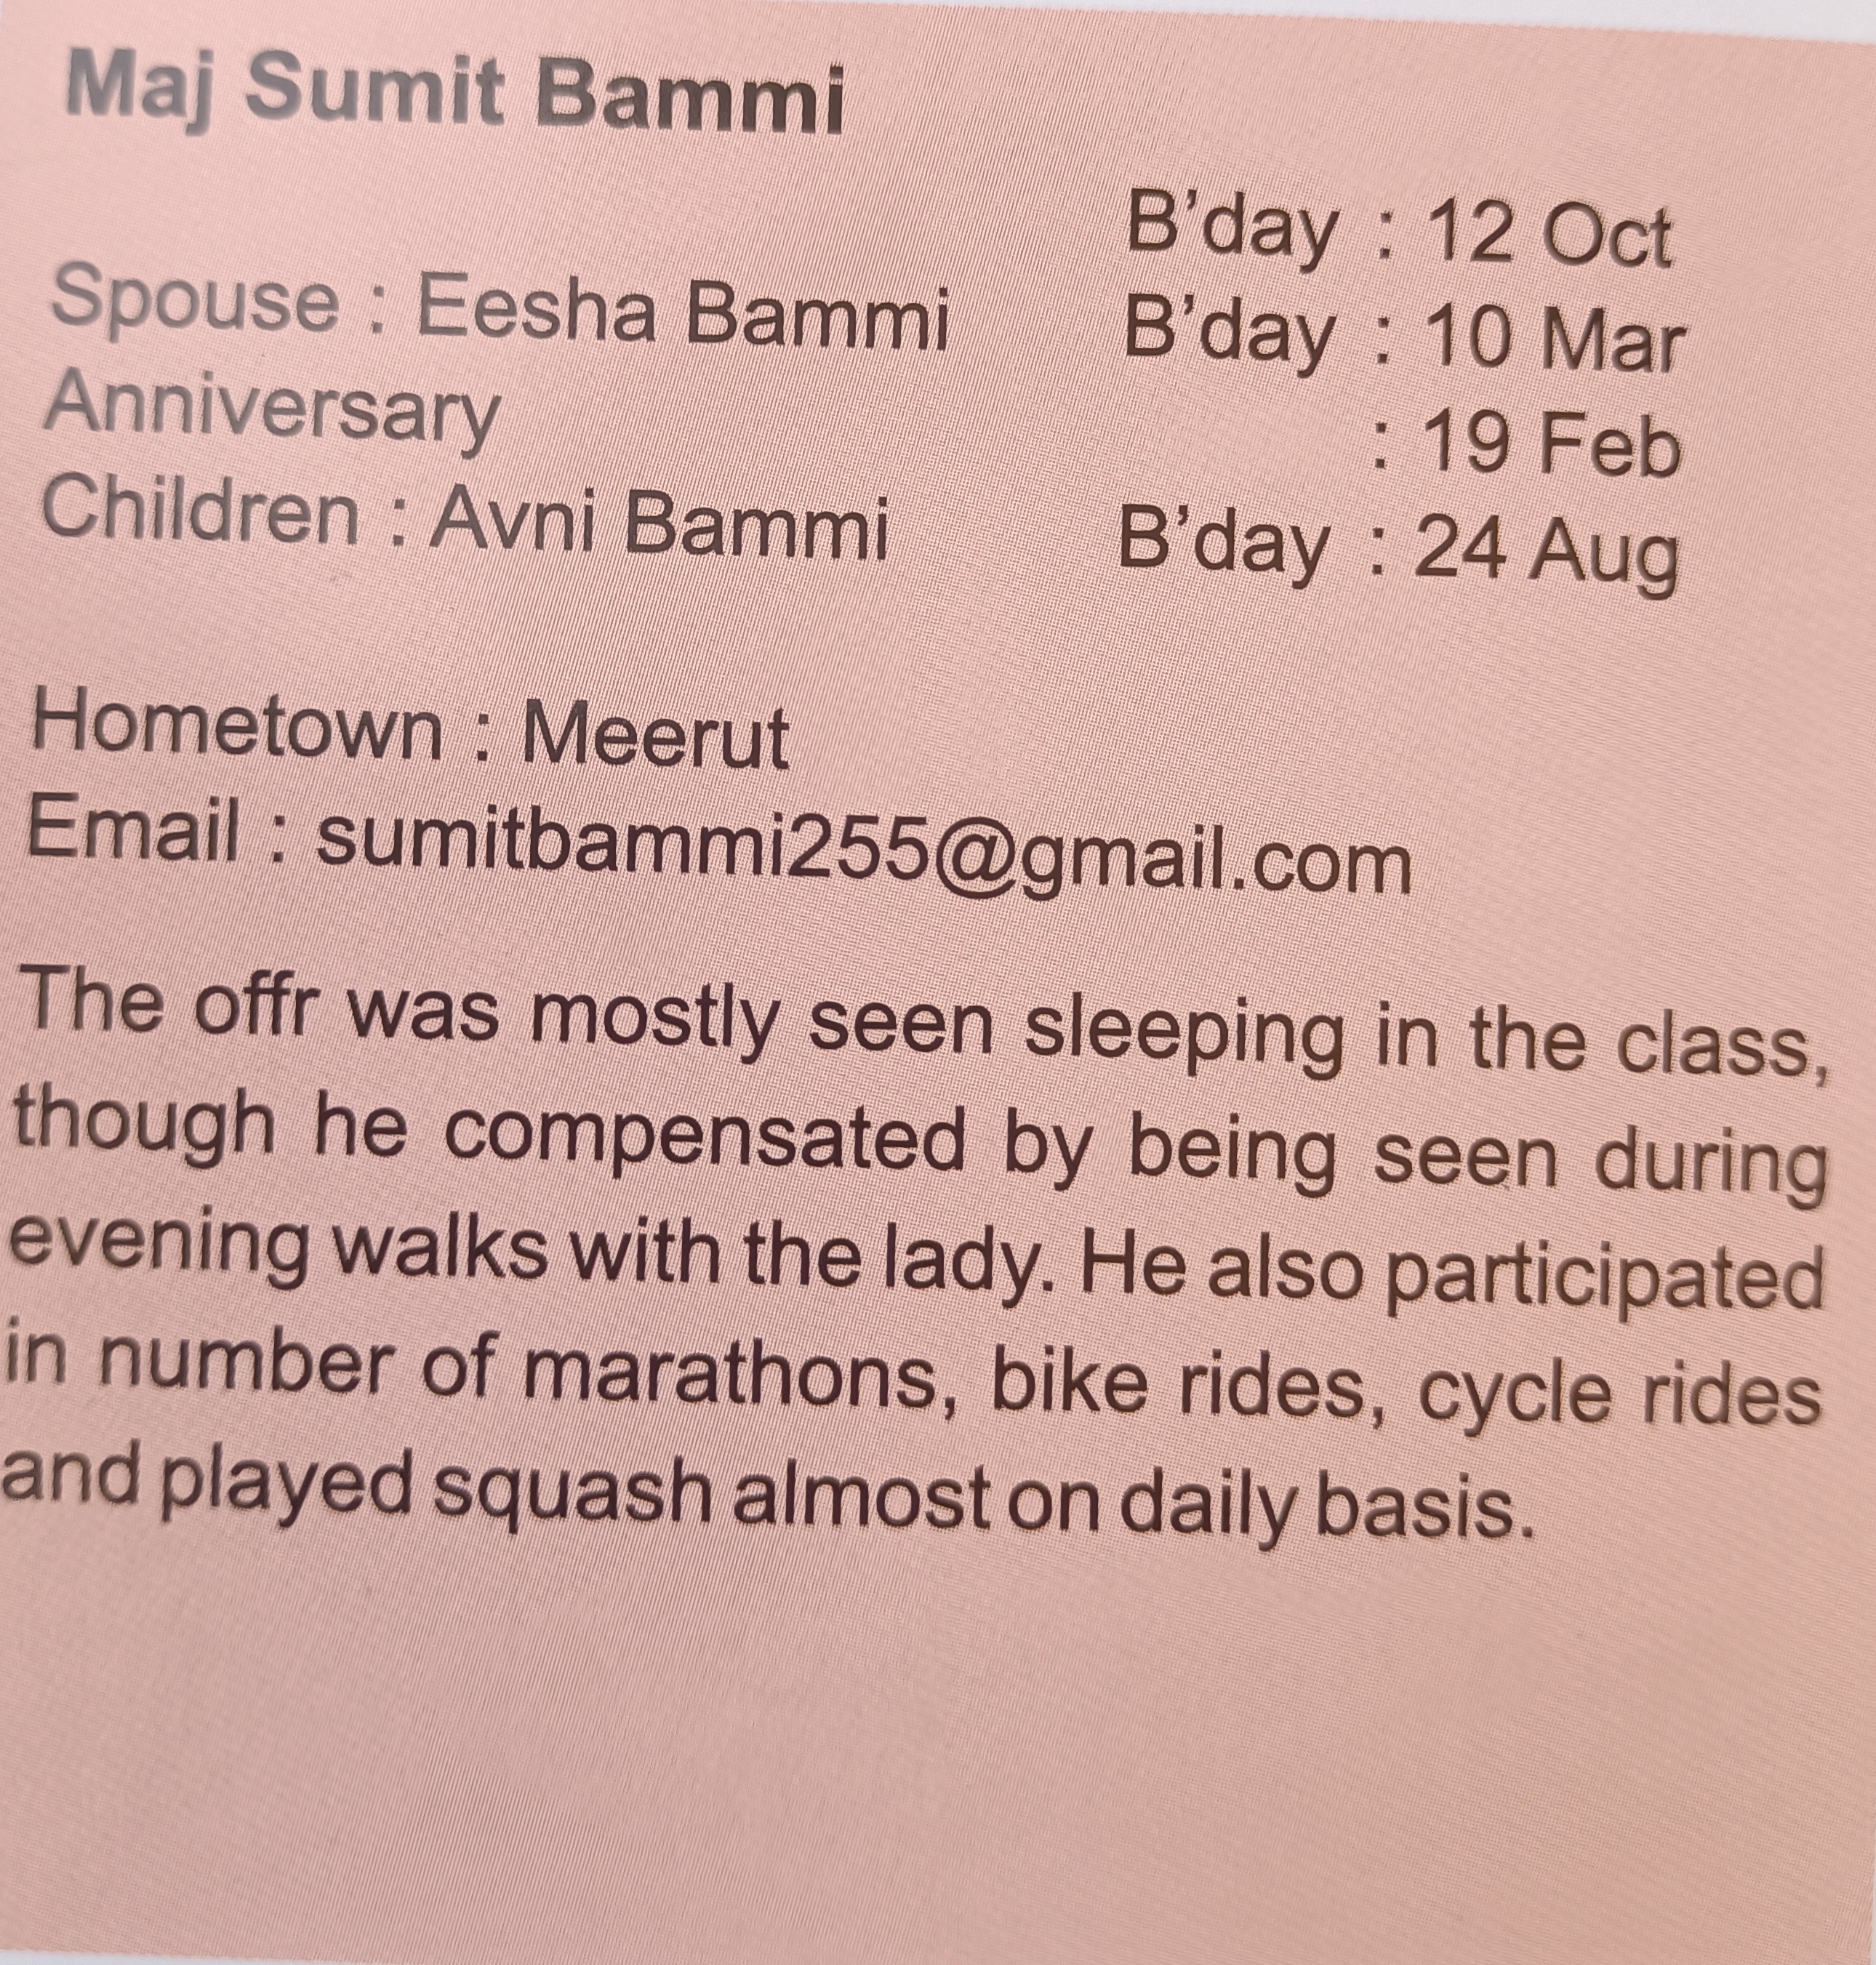 Maj Sumit Bammi
B’day : 12 Oct
Spouse : Eesha Bammi B’day : 10 Mar
Anniversary : 19 Feb
Children : Avni Bammi B’day : 24 Aug
Hometown : Meerut
Email : sumitbammi255@gmail.com
The offr was mostly seen sleeping in the class,
though he compensated by being seen during
evening walks with the lady. He also participated
in number of marathons, bike rides, cycle rides
and played squash almost on daily basis.